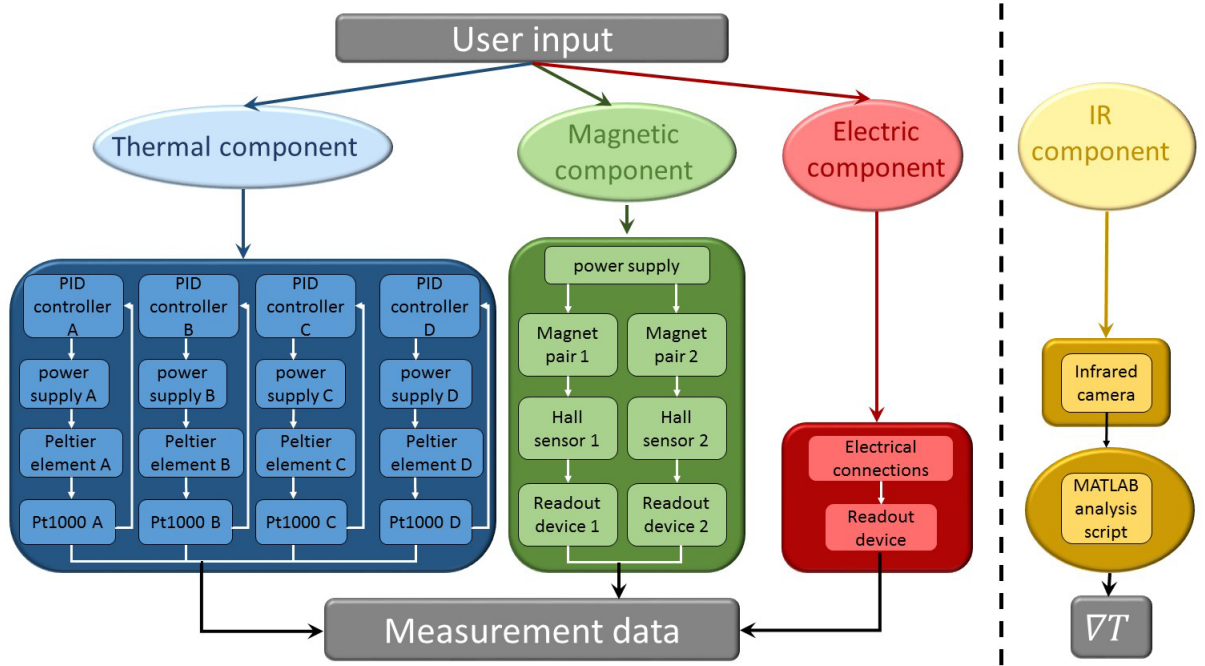 User input
Thermal component
Magnetic
component
Electric
component
IR
component
PID
controller
A
PID
controller
B
PID
controller
C
PID
controller
D
power
supply A
power
supply B
power
supply C
power
supply D
Peltier
element A
Peltier
element B
Peltier
element C
Peltier
element D
Pt1000 A
Pt1000 B
Pt1000 C
Pt1000 D
power supply
Magnet
pair 1
Magnet
pair 2
Hall
sensor 1
Hall
sensor 2
Readout
device 1
Readout
device 2
Electrical
connections
Readout
device
Infrared
camera
MATLAB
analysis
script
Measurement data
∇T